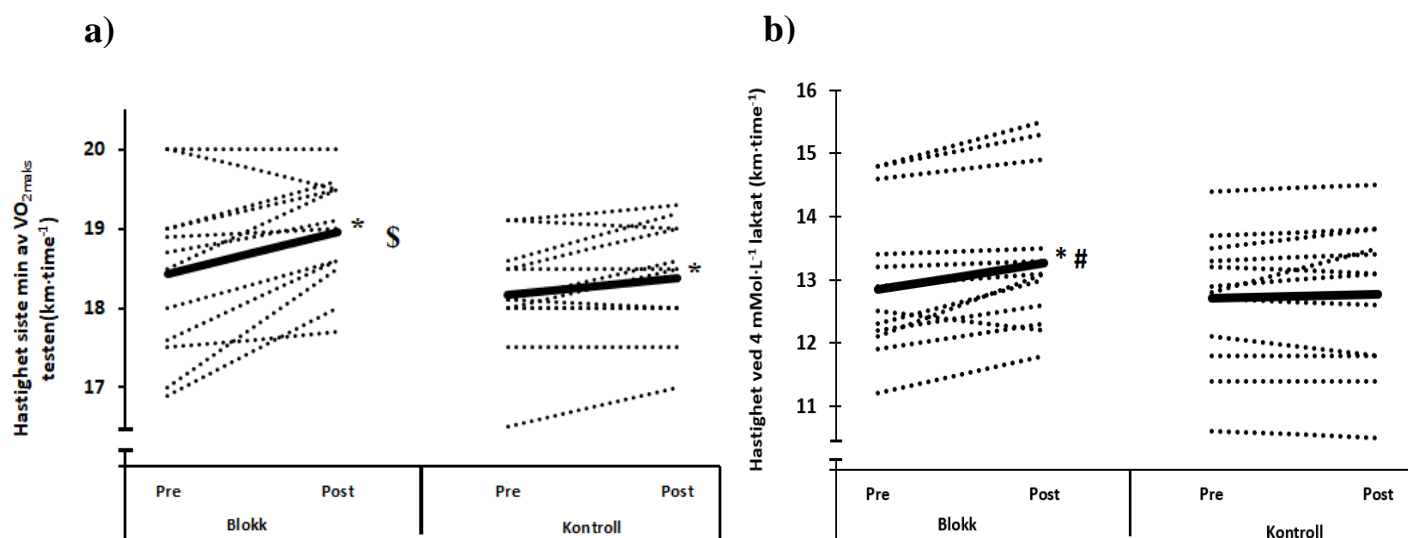 a)
Hastighet siste min av VO₂maks
testen(km·time⁻¹)
20
19
18
17
* $
*
Pre Post Pre Post
Blokk Kontroll
b)
Hastighet ved 4 mMol·L⁻¹ laktat (km·time⁻¹)
16
15
14
13
12
11
* #
Pre Post Pre Post
Blokk Kontroll